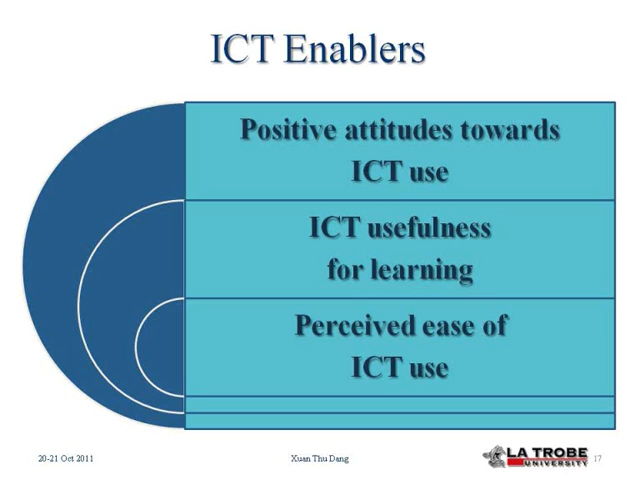 ICT Enablers
Positive attitudes towards
ICT use
ICT usefulness
for learning
Perceived ease of
ICT use
20-21 Oct 2011
Xuan Thu Dang
LA TROBE
UNIVERSITY
17